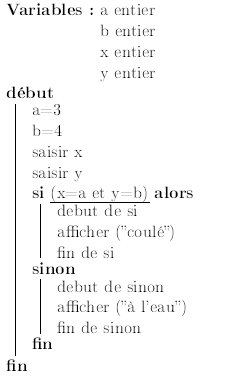 Variables : a entier
b entier
x entier
y entier
début
a=3
b=4
saisir x
saisir y
si (x=a et y=b) alors
debut de si
afficher ("coulé")
fin de si
sinon
debut de sinon
afficher ("à l'eau")
fin de sinon
fin
fin